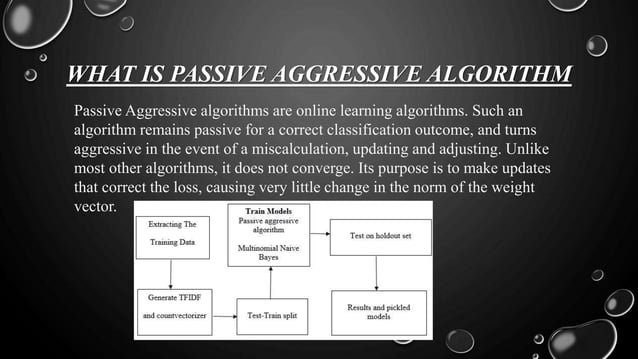 WHAT IS PASSIVE AGGRESSIVE ALGORITHM
Passive Aggressive algorithms are online learning algorithms. Such an
algorithm remains passive for a correct classification outcome, and turns
aggressive in the event of a miscalculation, updating and adjusting. Unlike
most other algorithms, it does not converge. Its purpose is to make updates
that correct the loss, causing very little change in the norm of the weight
vector.
Extracting The
Training Data
Generate TFIDF
and countvectorizer
Test-Train split
Train Models
Passive aggressive
algorithm
Multinomial Naive
Bayes
Test on holdout set
Results and pickled
models